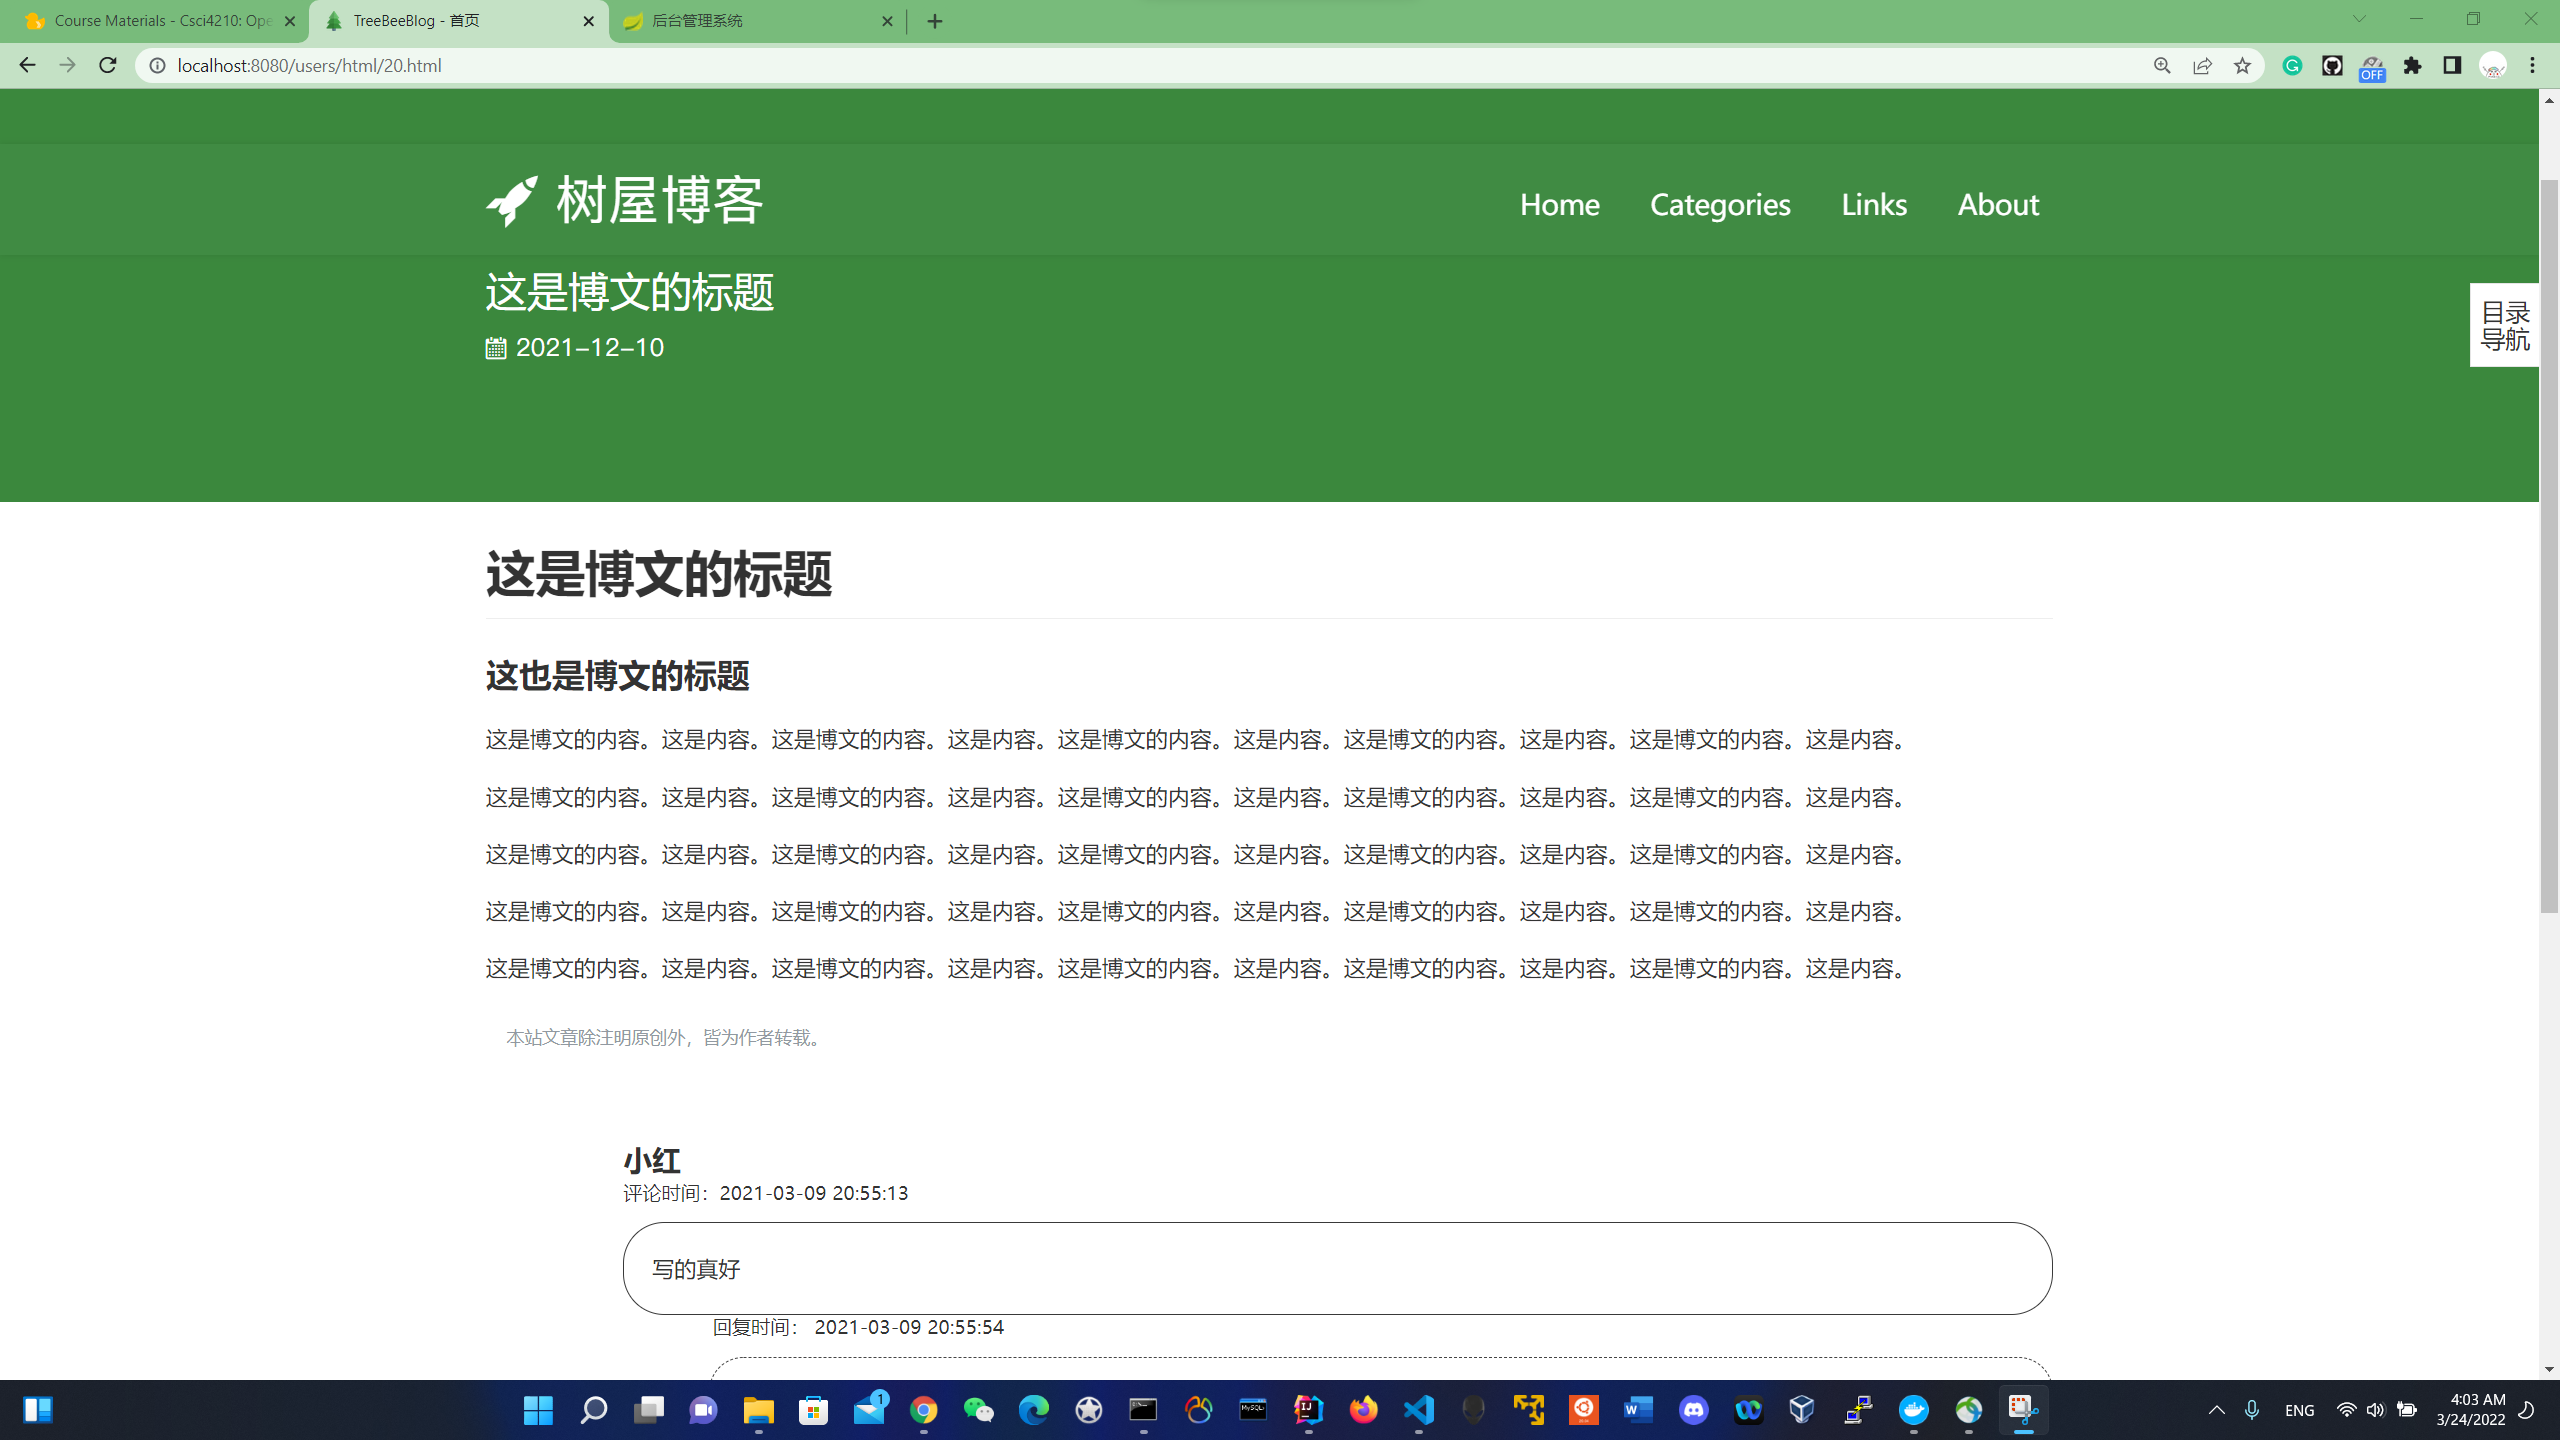 Course Materials - Csci4210: Ope
TreeBeeBlog - 首页
后台管理系统
localhost:8080/users/html/20.html
OFF
树屋博客
Home Categories Links About
这是博文的标题
2021-12-10
目录
导航
这是博文的标题
这也是博文的标题
这是博文的内容。这是内容。这是博文的内容。这是内容。这是博文的内容。这是内容。这是博文的内容。这是内容。这是博文的内容。这是内容。
这是博文的内容。这是内容。这是博文的内容。这是内容。这是博文的内容。这是内容。这是博文的内容。这是内容。这是博文的内容。这是内容。
这是博文的内容。这是内容。这是博文的内容。这是内容。这是博文的内容。这是内容。这是博文的内容。这是内容。这是博文的内容。这是内容。
这是博文的内容。这是内容。这是博文的内容。这是内容。这是博文的内容。这是内容。这是博文的内容。这是内容。这是博文的内容。这是内容。
这是博文的内容。这是内容。这是博文的内容。这是内容。这是博文的内容。这是内容。这是博文的内容。这是内容。这是博文的内容。这是内容。
本站文章除注明原创外，皆为作者转载。
小红
评论时间：2021-03-09 20:55:13
写的真好
回复时间： 2021-03-09 20:55:54
1
MySQL
IJ
W
ENG
4:03 AM
3/24/2022